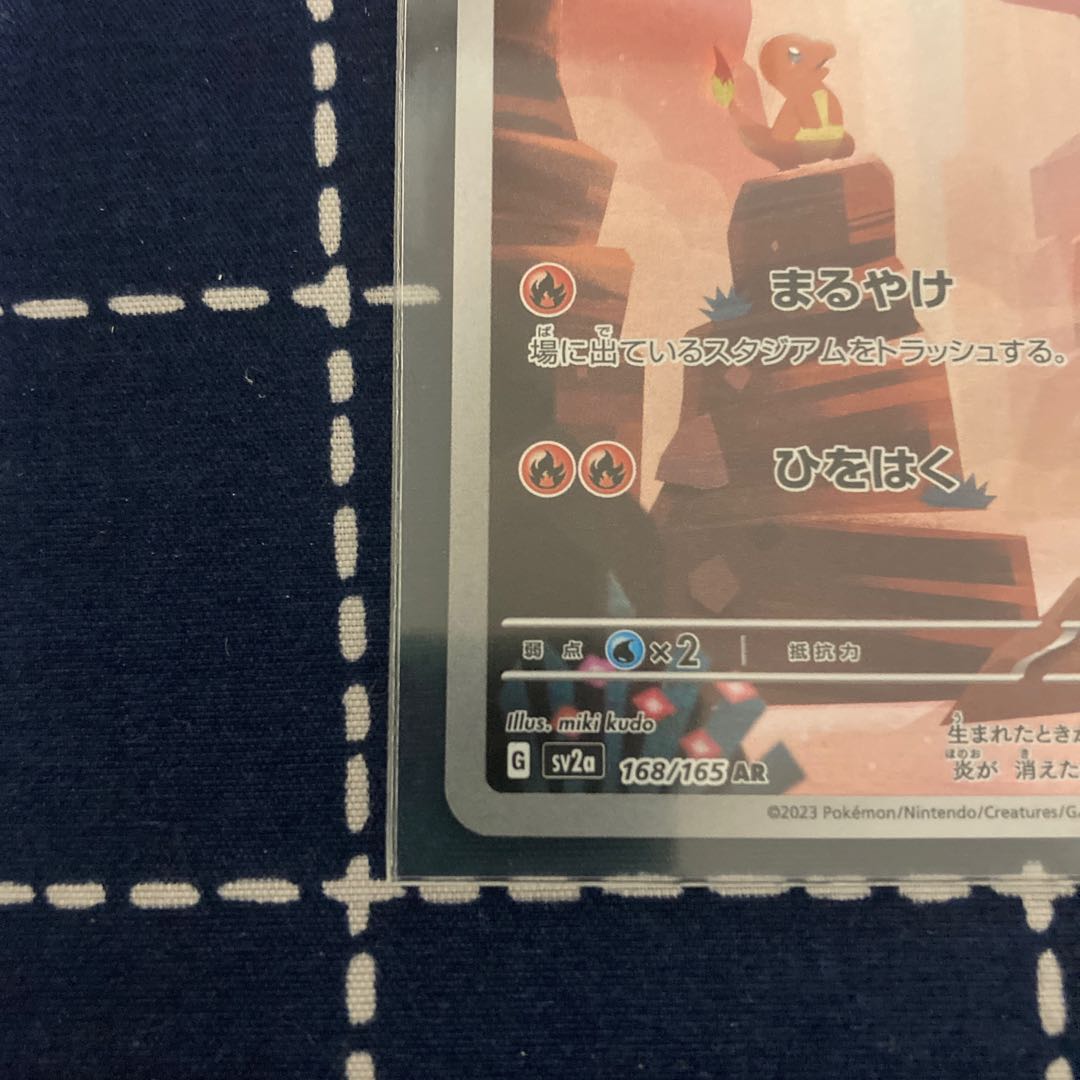 まるやけ
場に出ているスタジアムをトラッシュする。
ば で
ひをはく
弱点 ×2 抵抗力
Illus. miki kudo
G sv2a 168/165 AR
う
生まれたときか
ほのお き
炎が 消えた
©2023 Pokémon/Nintendo/Creatures/GA